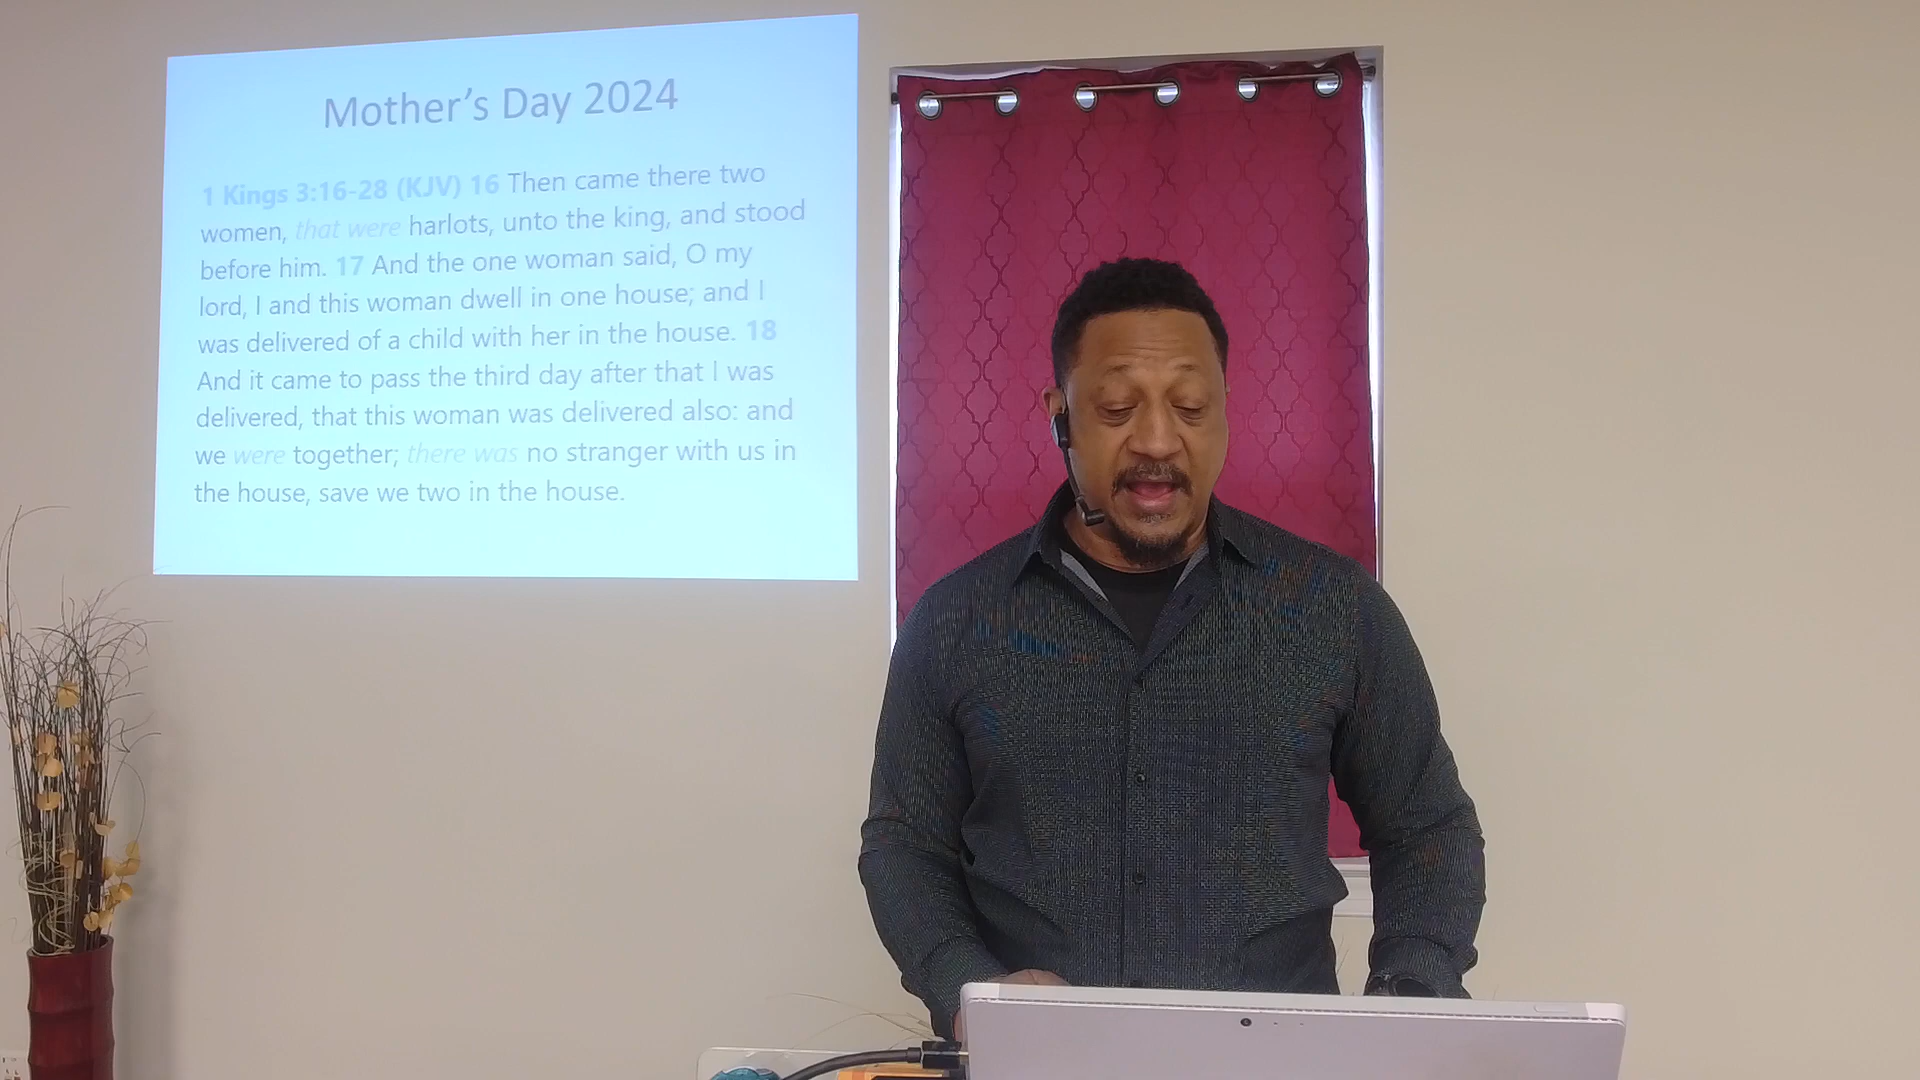 Mother's Day 2024
1 Kings 3:16-28 (KJV) 16 Then came there two
women, that were harlots, unto the king, and stood
before him. 17 And the one woman said, O my
lord, I and this woman dwell in one house; and I
was delivered of a child with her in the house. 18
And it came to pass the third day after that I was
delivered, that this woman was delivered also: and
we were together; there was no stranger with us in
the house, save we two in the house.